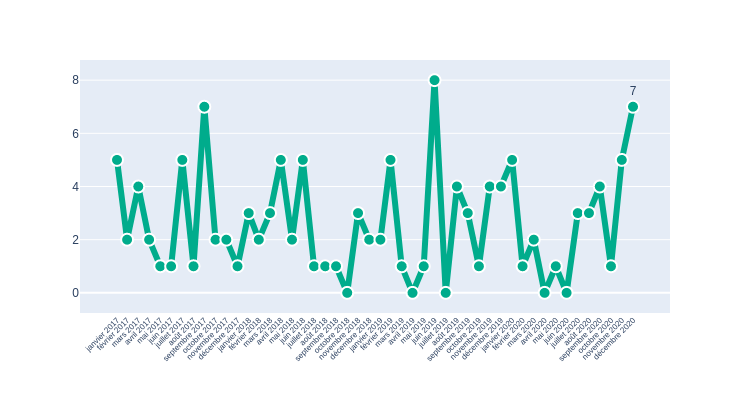 8
6
4
2
0
7
janvier 2017
février 2017
mars 2017
avril 2017
mai 2017
juin 2017
juillet 2017
août 2017
septembre 2017
octobre 2017
novembre 2017
décembre 2017
janvier 2018
février 2018
mars 2018
avril 2018
mai 2018
juin 2018
juillet 2018
août 2018
septembre 2018
octobre 2018
novembre 2018
décembre 2018
janvier 2019
février 2019
mars 2019
avril 2019
mai 2019
juin 2019
juillet 2019
août 2019
septembre 2019
octobre 2019
novembre 2019
décembre 2019
janvier 2020
février 2020
mars 2020
avril 2020
mai 2020
juin 2020
juillet 2020
août 2020
septembre 2020
octobre 2020
novembre 2020
décembre 2020